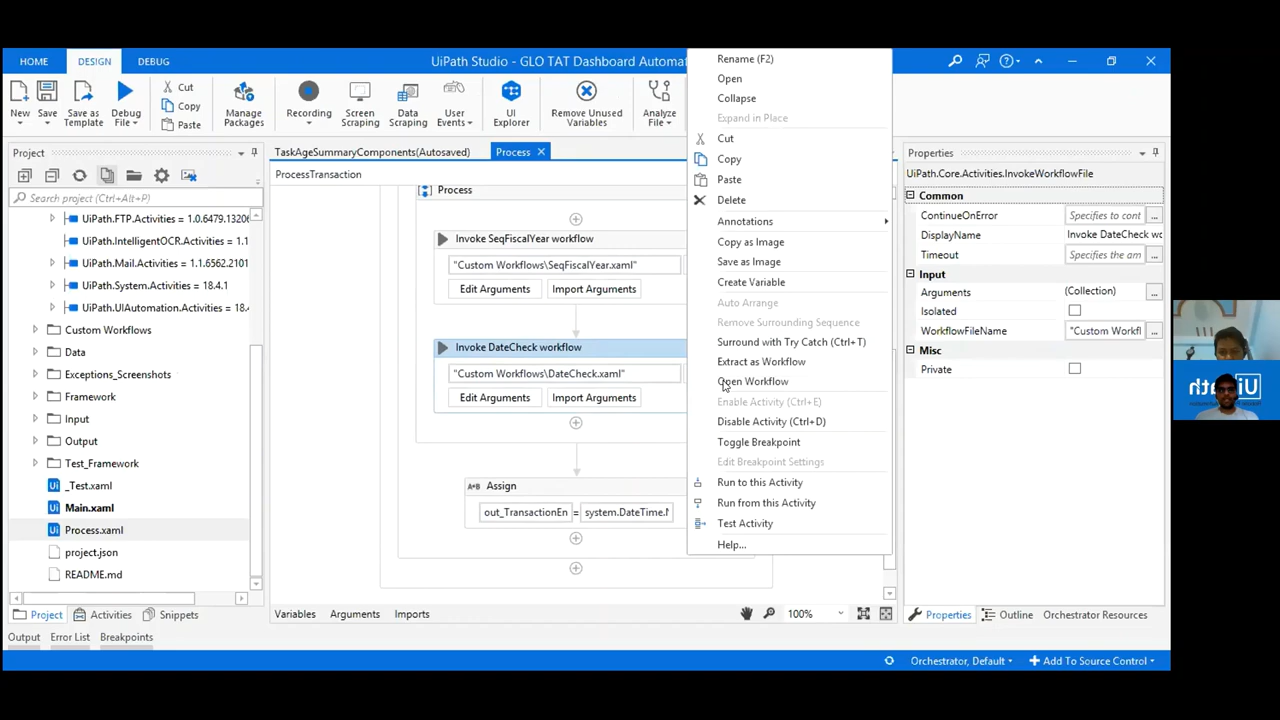 HOME
DESIGN
DEBUG
UiPath Studio - GLO TAT Dashboard Automat
New
Save
Save as Template
Debug File
Cut
Copy
Paste
Manage Packages
Recording
Screen Scraping
Data Scraping
User Events
UI Explorer
Remove Unused Variables
Analyze File
Project
Search project (Ctrl+Alt+P)
UiPath.FTP.Activities = 1.0.6479.13206
UiPath.IntelligentOCR.Activities = 1.1
UiPath.Mail.Activities = 1.1.6562.2101
UiPath.System.Activities = 18.4.1
UiPath.UIAutomation.Activities = 18.4
Custom Workflows
Data
Exceptions_Screenshots
Framework
Input
Output
Test_Framework
_Test.xaml
Main.xaml
Process.xaml
project.json
README.md
Project
Activities
Snippets
Output
Error List
Breakpoints
TaskAgeSummaryComponents(Autosaved)
Process
ProcessTransaction
Process
Invoke SeqFiscalYear workflow
"Custom Workflows\SeqFiscalYear.xaml"
Edit Arguments
Import Arguments
Invoke DateCheck workflow
"Custom Workflows\DateCheck.xaml"
Edit Arguments
Import Arguments
A*B Assign
out_TransactionEn = system.DateTime.N
Variables
Arguments
Imports
100%
Rename (F2)
Open
Collapse
Expand in Place
Cut
Copy
Paste
Delete
Annotations
Copy as Image
Save as Image
Create Variable
Auto Arrange
Remove Surrounding Sequence
Surround with Try Catch (Ctrl+T)
Extract as Workflow
Open Workflow
Enable Activity (Ctrl+E)
Disable Activity (Ctrl+D)
Toggle Breakpoint
Edit Breakpoint Settings
Run to this Activity
Run from this Activity
Test Activity
Help...
Properties
UiPath.Core.Activities.InvokeWorkflowFile
Common
ContinueOnError
Specifies to cont
...
DisplayName
Invoke DateCheck wo
Timeout
Specifies the am
...
Input
Arguments
(Collection)
...
Isolated
WorkflowFileName
"Custom Workfl
...
Misc
Private
Properties
Outline
Orchestrator Resources
Orchestrator, Default
Add To Source Control
UiPath